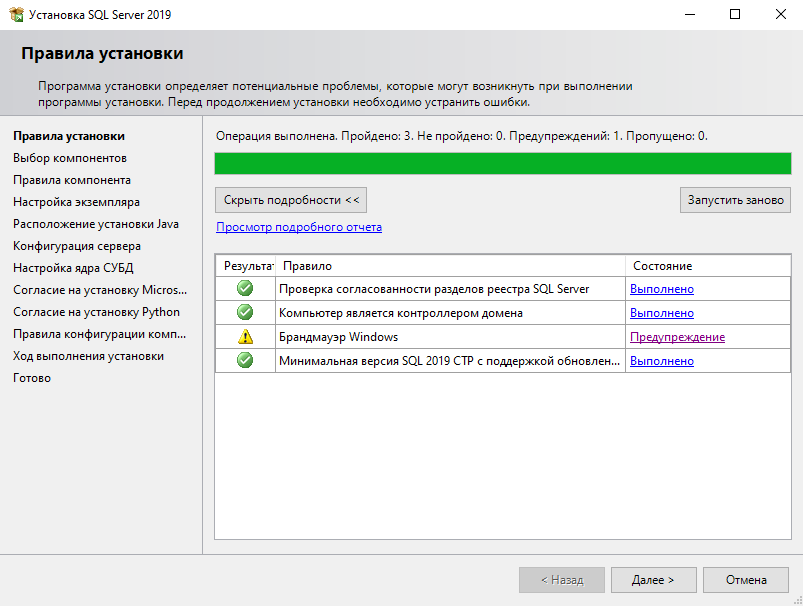 Установка SQL Server 2019
Правила установки
Программа установки определяет потенциальные проблемы, которые могут возникнуть при выполнении
программы установки. Перед продолжением установки необходимо устранить ошибки.
Правила установки
Выбор компонентов
Правила компонента
Настройка экземпляра
Расположение установки Java
Конфигурация сервера
Настройка ядра СУБД
Согласие на установку Micros...
Согласие на установку Python
Правила конфигурации комп...
Ход выполнения установки
Готово
Операция выполнена. Пройдено: 3. Не пройдено: 0. Предупреждений: 1. Пропущено: 0.
Скрыть подробности <<
Запустить заново
Просмотр подробного отчета
Результат Правило Состояние
Проверка согласованности разделов реестра SQL Server Выполнено
Компьютер является контроллером домена Выполнено
Брандмауэр Windows Предупреждение
Минимальная версия SQL 2019 CTP с поддержкой обновлен... Выполнено
< Назад
Далее >
Отмена